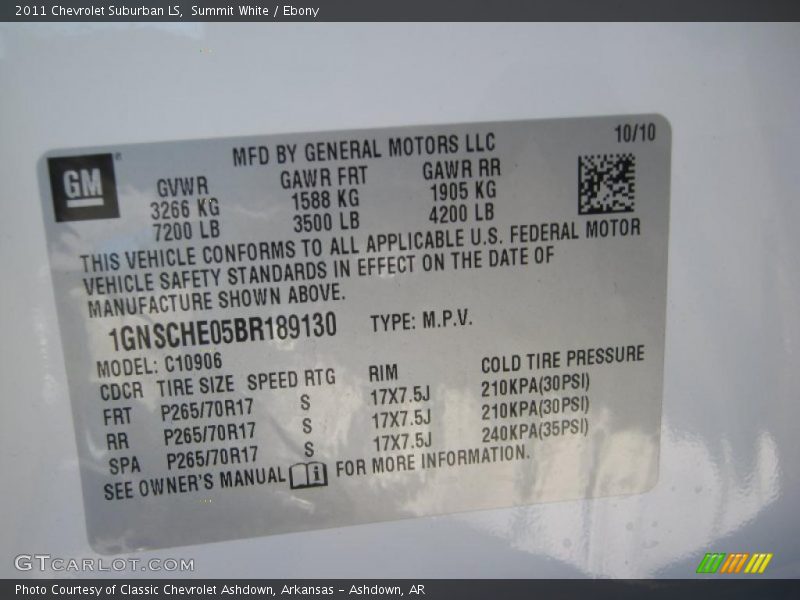 2011 Chevrolet Suburban LS,  Summit White / Ebony
10/10
GM
MFD BY GENERAL MOTORS LLC
GVWR GAWR FRT GAWR RR
3266 KG 1588 KG 1905 KG
7200 LB 3500 LB 4200 LB
THIS VEHICLE CONFORMS TO ALL APPLICABLE U.S. FEDERAL MOTOR
VEHICLE SAFETY STANDARDS IN EFFECT ON THE DATE OF
MANUFACTURE SHOWN ABOVE.
1GNSCHE05BR189130 TYPE: M.P.V.
MODEL: C10906
CDCR TIRE SIZE SPEED RTG RIM COLD TIRE PRESSURE
FRT P265/70R17 S 17X7.5J 210KPA(30PSI)
RR P265/70R17 S 17X7.5J 210KPA(30PSI)
SPA P265/70R17 S 17X7.5J 240KPA(35PSI)
SEE OWNER'S MANUAL i FOR MORE INFORMATION.
GTCARLOT.COM
Photo Courtesy of Classic Chevrolet Ashdown, Arkansas - Ashdown, AR